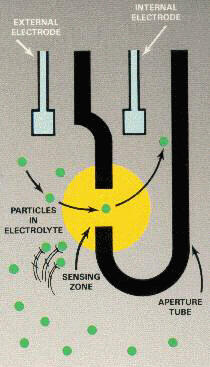 EXTERNAL
ELECTRODE
INTERNAL
ELECTRODE
PARTICLES
IN
ELECTROLYTE
SENSING
ZONE
APERTURE
TUBE